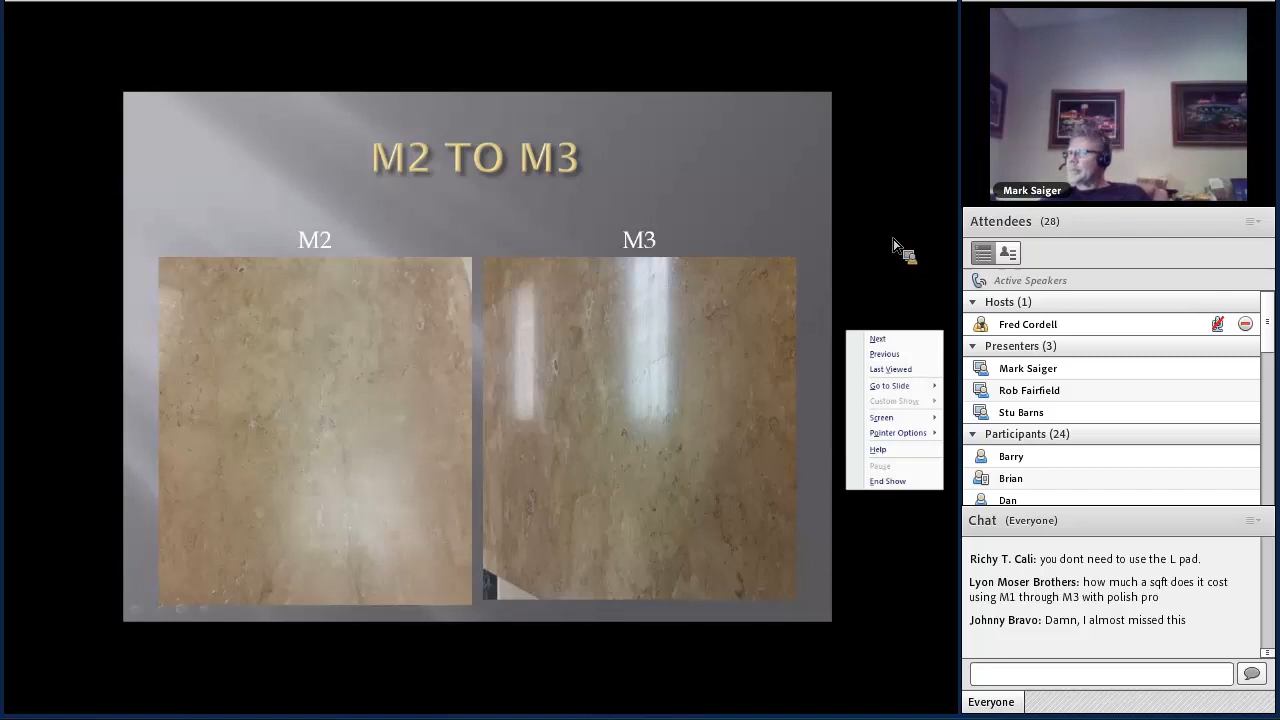 M2 TO M3
M2
M3
Next
Previous
Last Viewed
Go to Slide
Custom Show
Screen
Pointer Options
Help
Pause
End Show
Mark Saiger
Attendees (28)
Active Speakers
Hosts (1)
Fred Cordell
Presenters (3)
Mark Saiger
Rob Fairfield
Stu Barns
Participants (24)
Barry
Brian
Dan
Chat (Everyone)
Richy T. Cali: you dont need to use the L pad.
Lyon Moser Brothers: how much a sqft does it cost
using M1 through M3 with polish pro
Johnny Bravo: Damn, I almost missed this
Everyone